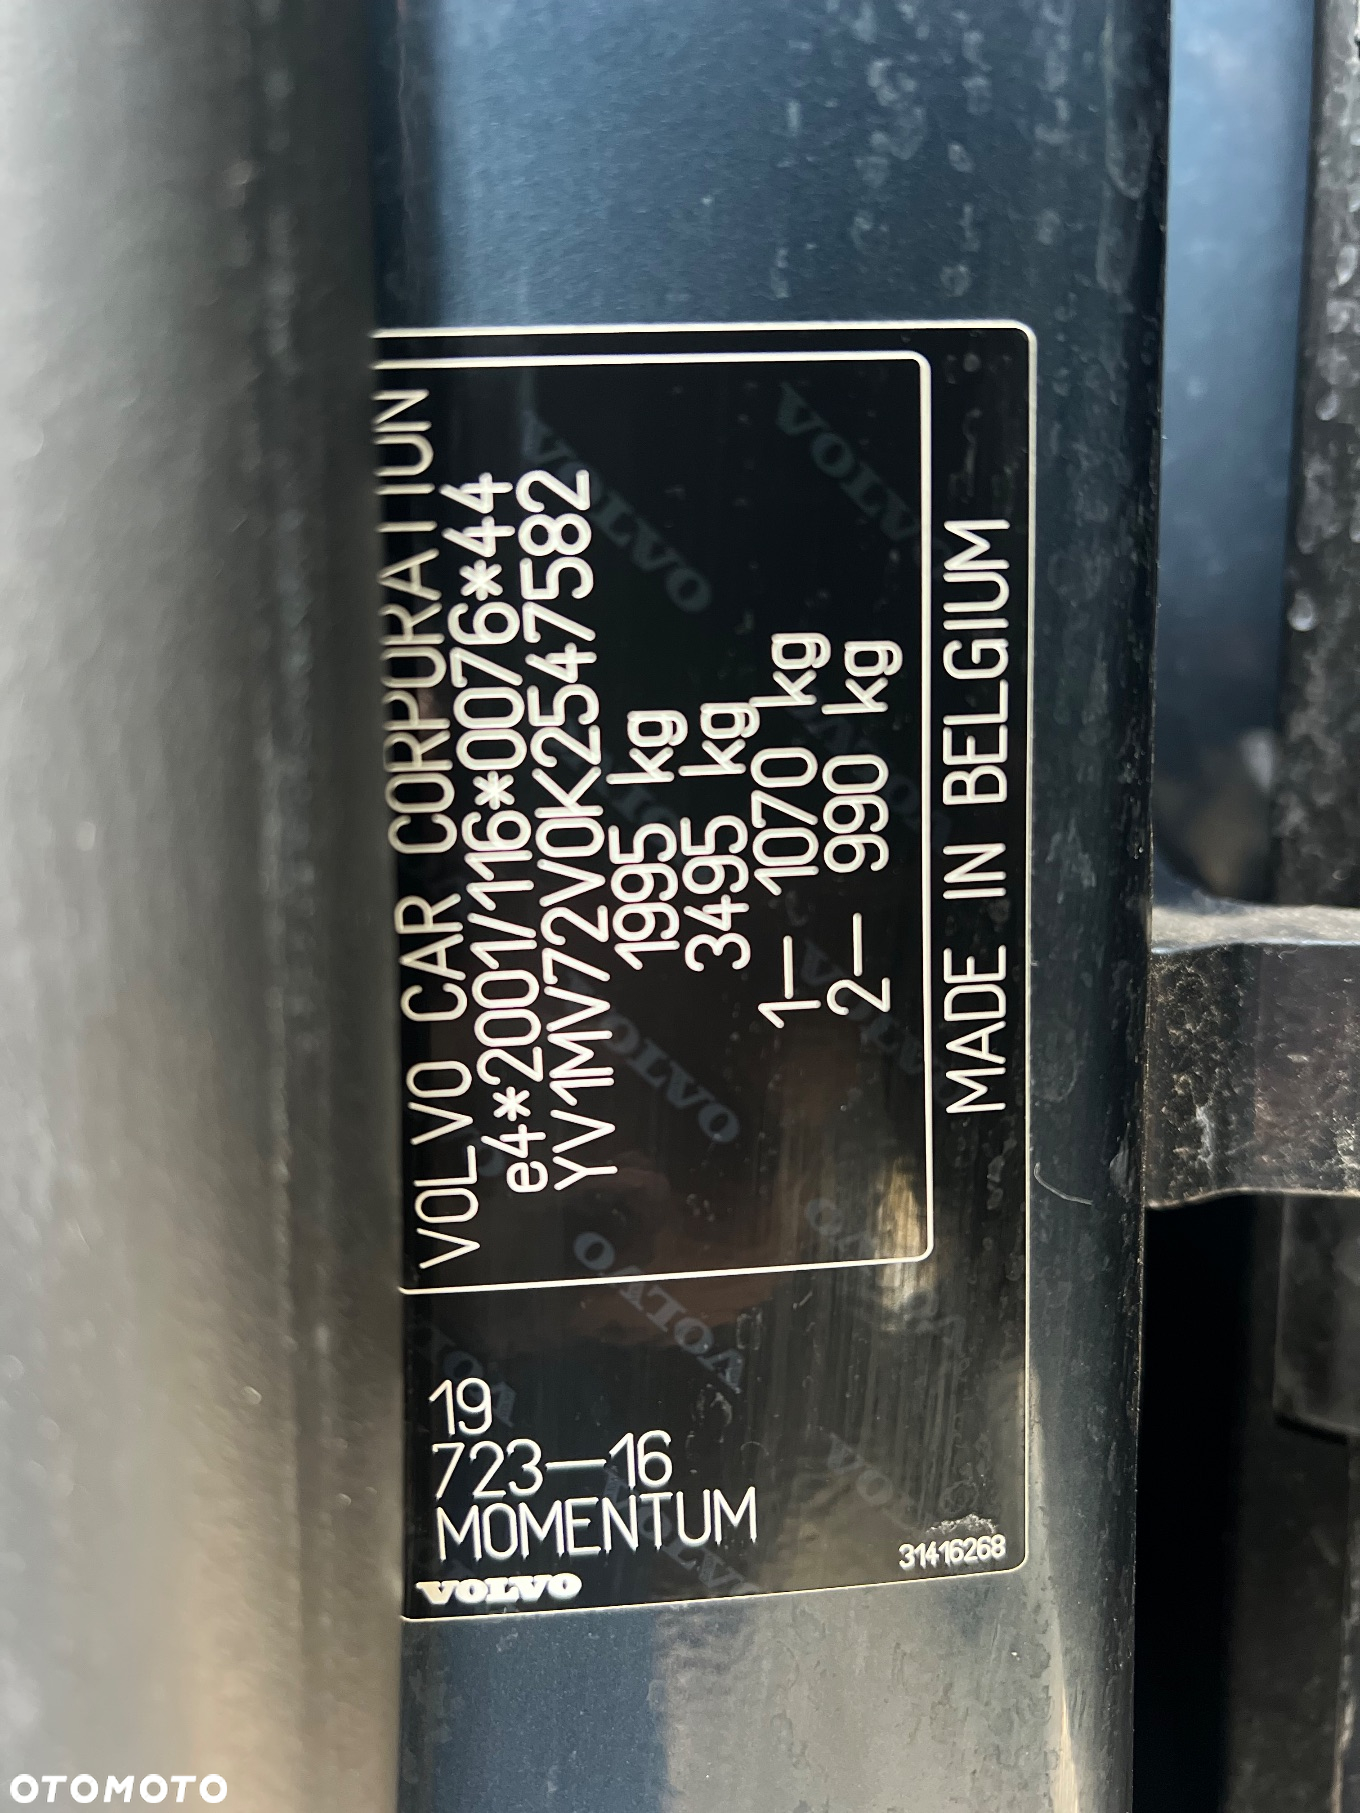 VOLVO CAR CORPORATION
e4*2001/116*0076*44
YV1MV72V0K2547582
1995 kg
3495 kg
1- 1070 kg
2- 990 kg
MADE IN BELGIUM
19
723-16
MOMENTUM
VOLVO
31416268
OTOMOTO